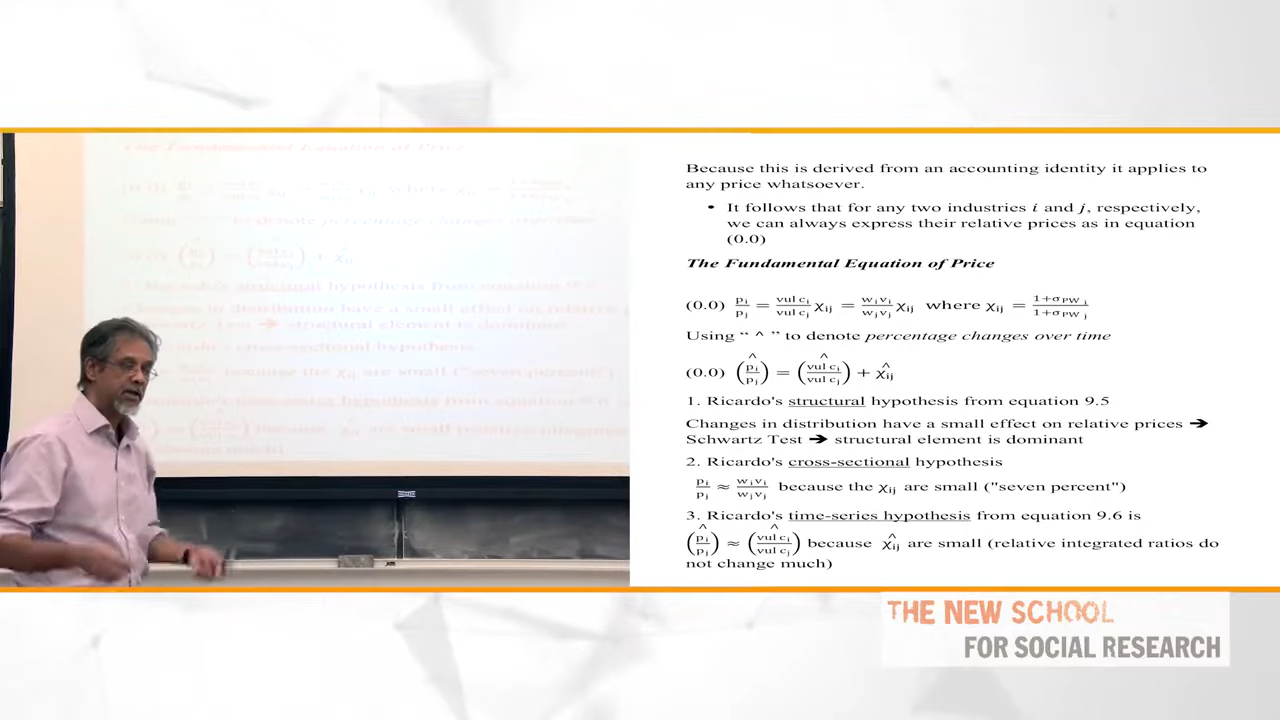 Because this is derived from an accounting identity it applies to
any price whatsoever.
• It follows that for any two industries i and j, respectively,
we can always express their relative prices as in equation
(0.0)
The Fundamental Equation of Price
(0.0) pᵢ/pⱼ = vulcᵢ/vulcⱼ χᵢⱼ = wᵢvᵢ/wⱼvⱼ χᵢⱼ where χᵢⱼ = 1+σPWᵢ/1+σPWⱼ
Using “ ^ ” to denote percentage changes over time
(0.0) (pᵢ/pⱼ)^ = (vulcᵢ/vulcⱼ)^ + χ̂ᵢⱼ
1. Ricardo's structural hypothesis from equation 9.5
Changes in distribution have a small effect on relative prices ➔
Schwartz Test ➔ structural element is dominant
2. Ricardo's cross-sectional hypothesis
pᵢ/pⱼ ≈ wᵢvᵢ/wⱼvⱼ because the χᵢⱼ are small ("seven percent")
3. Ricardo's time-series hypothesis from equation 9.6 is
(pᵢ/pⱼ)^ ≈ (vulcᵢ/vulcⱼ)^ because χ̂ᵢⱼ are small (relative integrated ratios do
not change much)
THE NEW SCHOOL
FOR SOCIAL RESEARCH